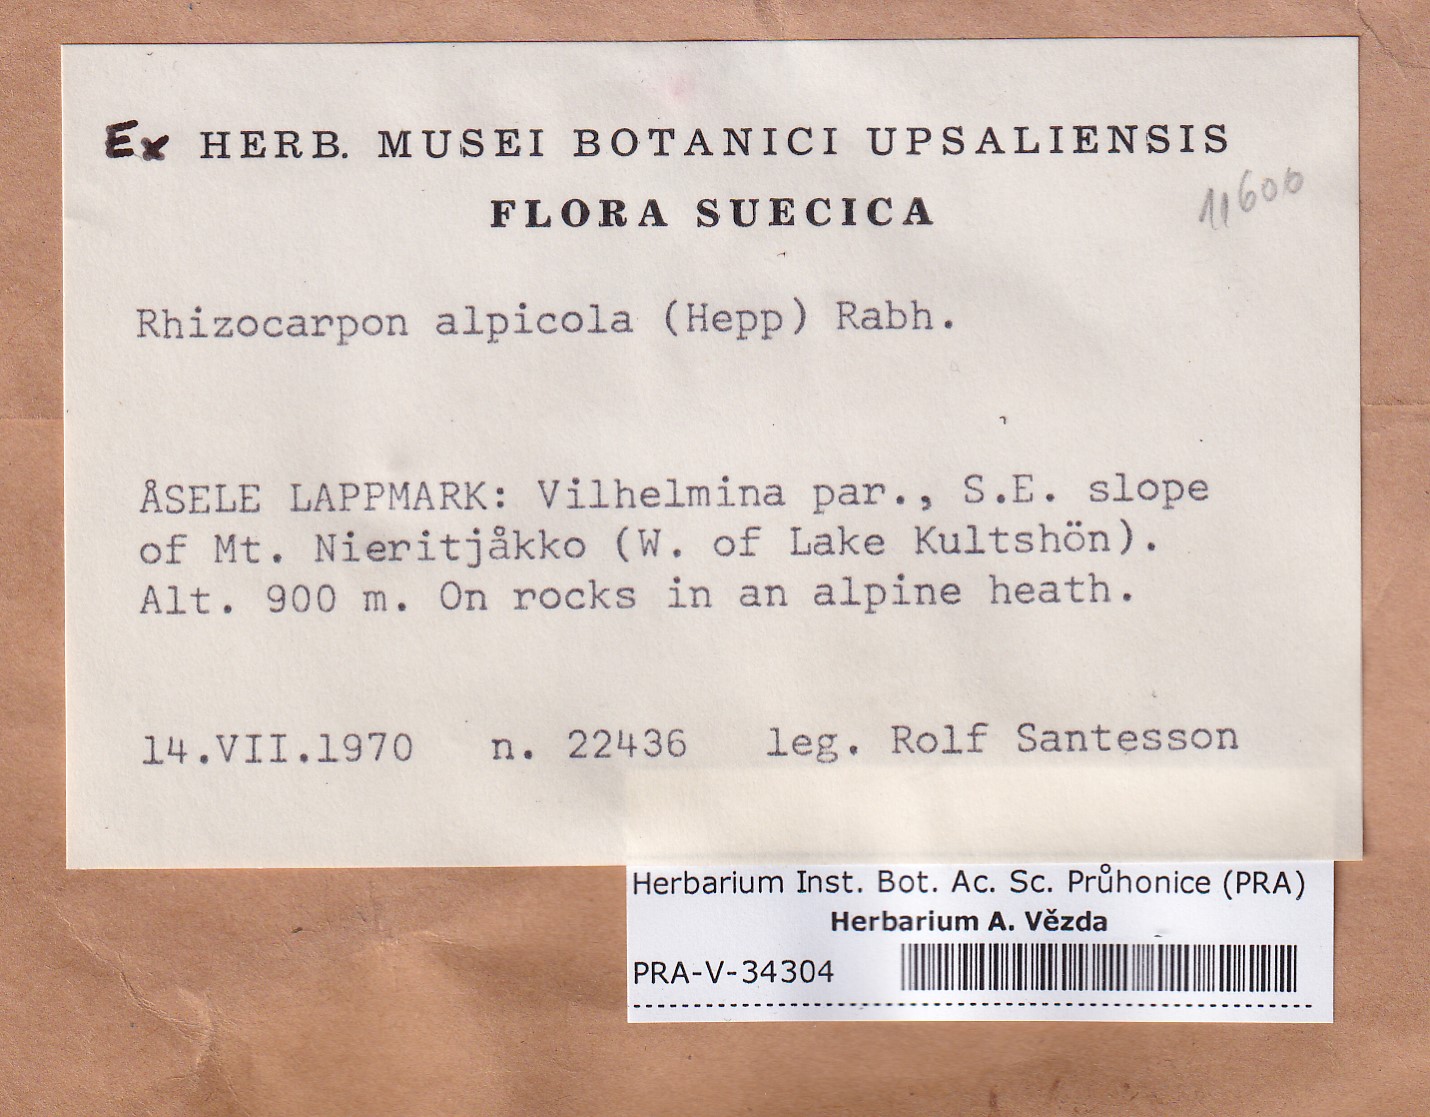 Ex HERB. MUSEI BOTANICI UPSALIENSIS
FLORA SUECICA
11600
Rhizocarpon alpicola (Hepp) Rabh.
ÅSELE LAPPMARK: Vilhelmina par., S.E. slope
of Mt. Nieritjåkko (W. of Lake Kultshön).
Alt. 900 m. On rocks in an alpine heath.
14.VII.1970 n. 22436 leg. Rolf Santesson
Herbarium Inst. Bot. Ac. Sc. Průhonice (PRA)
Herbarium A. Vězda
PRA-V-34304